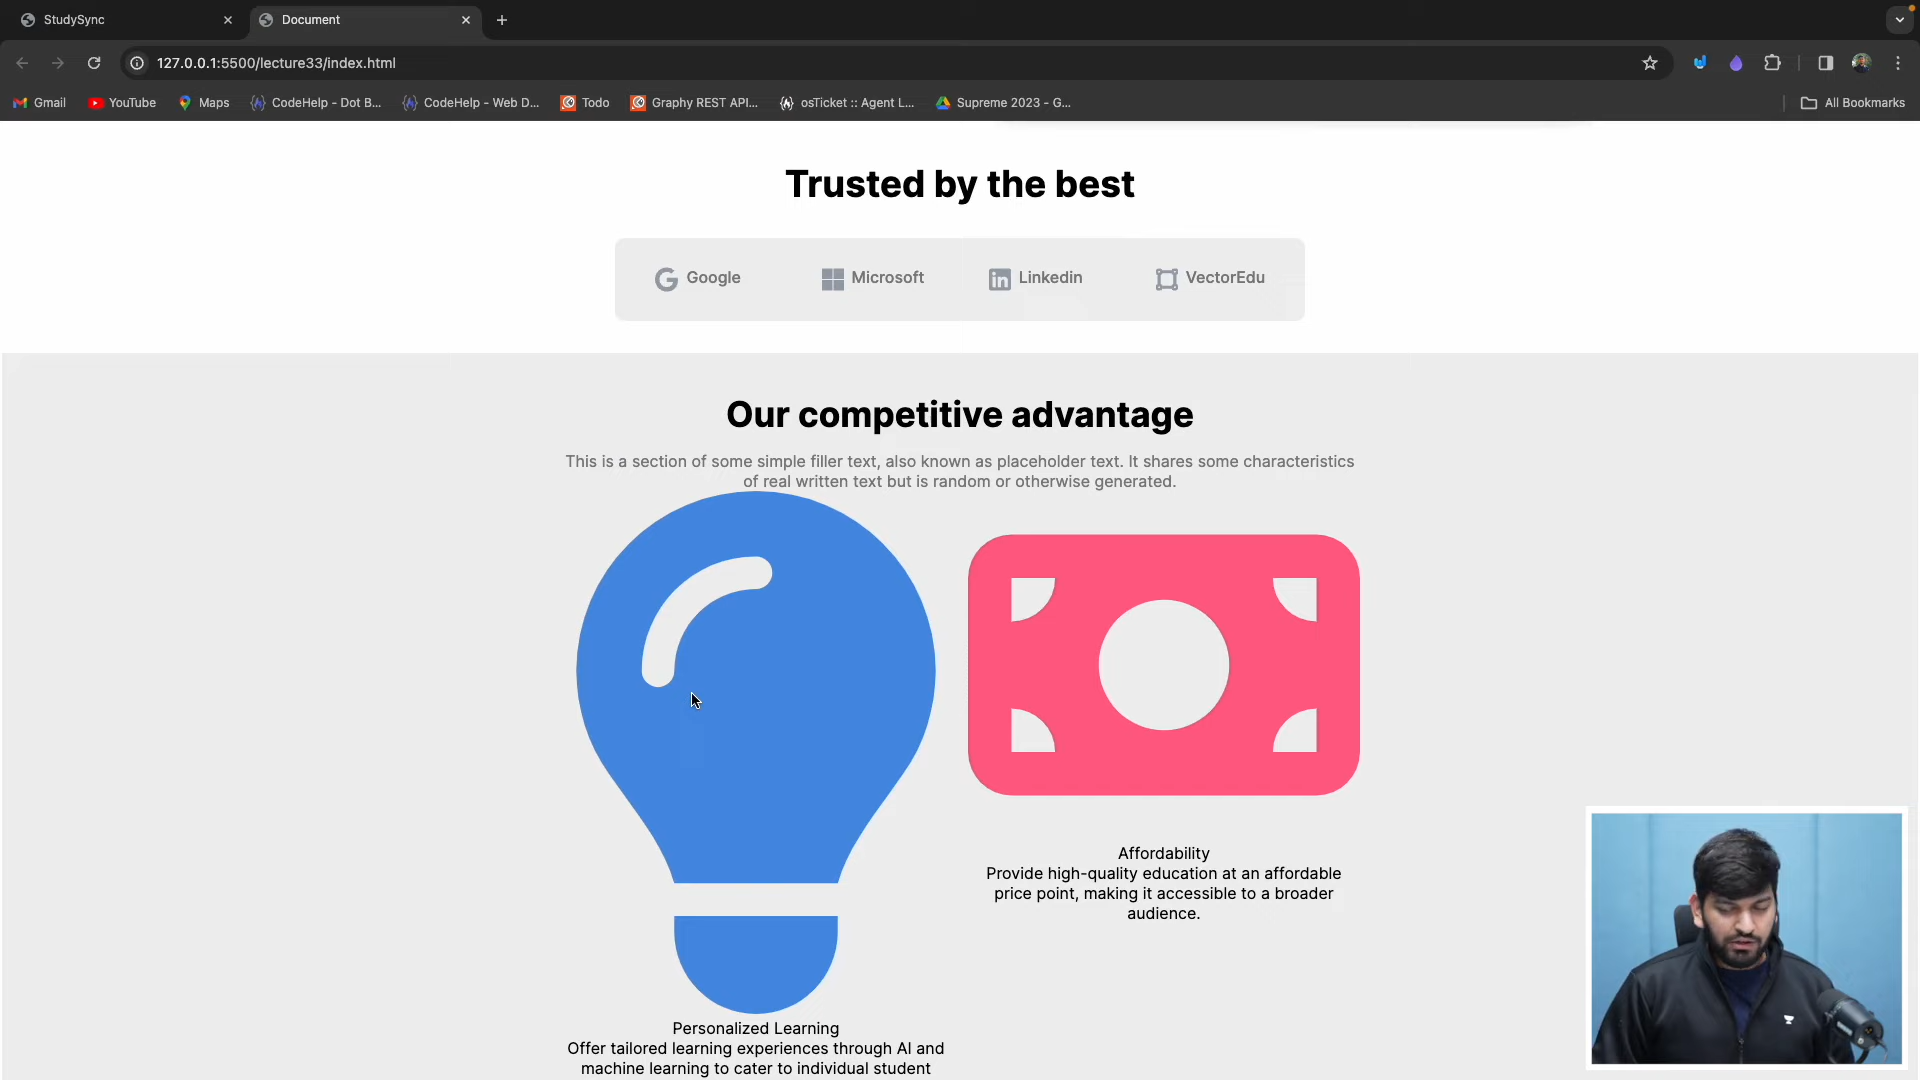 StudySync
Document
127.0.0.1:5500/lecture33/index.html
Gmail
YouTube
Maps
CodeHelp - Dot B...
CodeHelp - Web D...
Todo
Graphy REST API...
osTicket :: Agent L...
Supreme 2023 - G...
All Bookmarks
Trusted by the best
Google
Microsoft
Linkedin
VectorEdu
Our competitive advantage
This is a section of some simple filler text, also known as placeholder text. It shares some characteristics
of real written text but is random or otherwise generated.
Affordability
Provide high-quality education at an affordable
price point, making it accessible to a broader
audience.
Personalized Learning
Offer tailored learning experiences through AI and
machine learning to cater to individual student